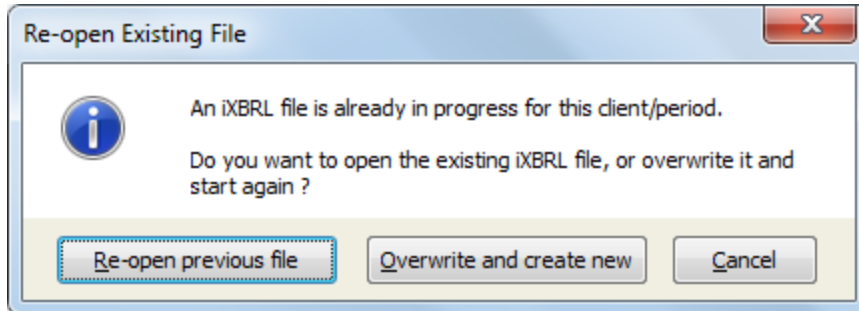 Re-open Existing File
An iXBRL file is already in progress for this client/period.
Do you want to open the existing iXBRL file, or overwrite it and
start again ?
Re-open previous file
Overwrite and create new
Cancel